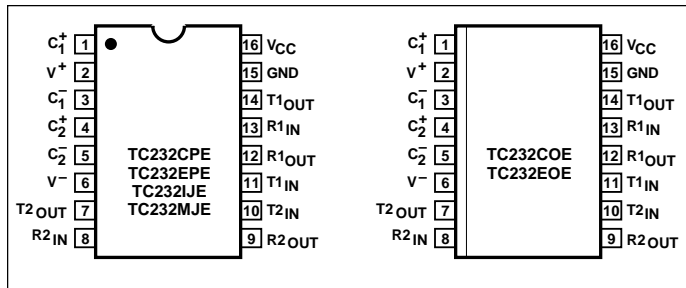 C1+ 1 16 VCC
V+ 2 15 GND
C1− 3 14 T1OUT
C2+ 4 13 R1IN
C2− 5 12 R1OUT
V− 6 11 T1IN
T2OUT 7 10 T2IN
R2IN 8 9 R2OUT
TC232CPE
TC232EPE
TC232IJE
TC232MJE
C1+ 1 16 VCC
V+ 2 15 GND
C1− 3 14 T1OUT
C2+ 4 13 R1IN
C2− 5 12 R1OUT
V− 6 11 T1IN
T2OUT 7 10 T2IN
R2IN 8 9 R2OUT
TC232COE
TC232EOE